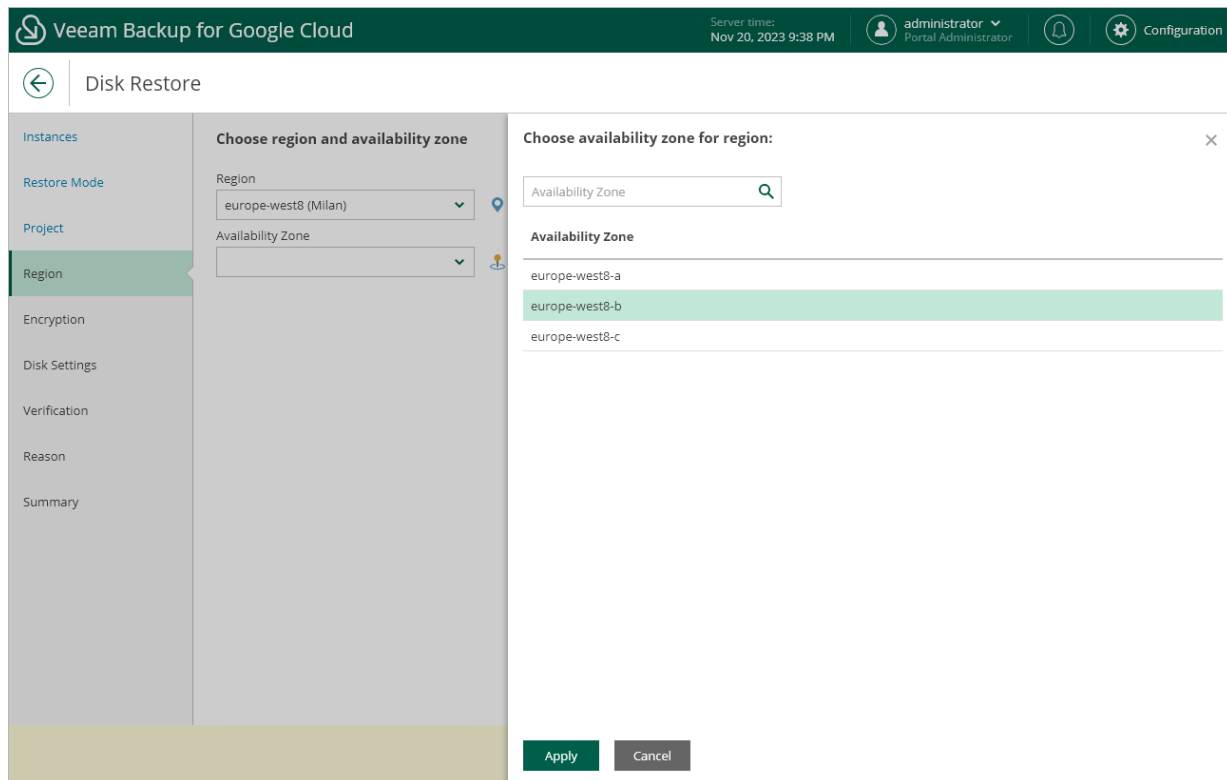 Veeam Backup for Google Cloud
Server time:
Nov 20, 2023 9:38 PM
administrator
Portal Administrator
Configuration
Disk Restore
Instances
Restore Mode
Project
Region
Encryption
Disk Settings
Verification
Reason
Summary
Choose region and availability zone
Region
europe-west8 (Milan)
Availability Zone
Choose availability zone for region:
Availability Zone
Availability Zone
europe-west8-a
europe-west8-b
europe-west8-c
Apply
Cancel